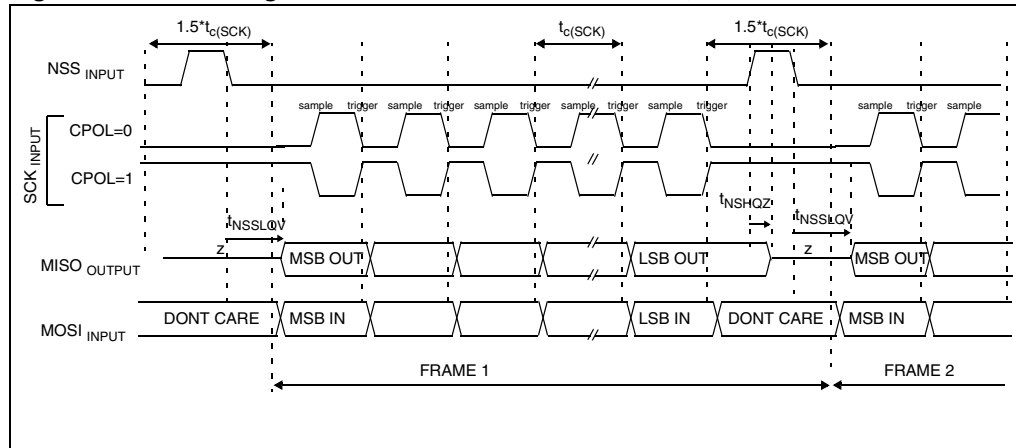 1.5*tc(SCK) tc(SCK) 1.5*tc(SCK)
NSS INPUT
sample trigger sample trigger sample trigger sample trigger sample trigger sample trigger sample
SCK INPUT
CPOL=0
CPOL=1
tNSHQZ
tNSSLQV tNSSLQV
MISO OUTPUT z MSB OUT LSB OUT z MSB OUT
MOSI INPUT DONT CARE MSB IN LSB IN DONT CARE MSB IN
FRAME 1 FRAME 2